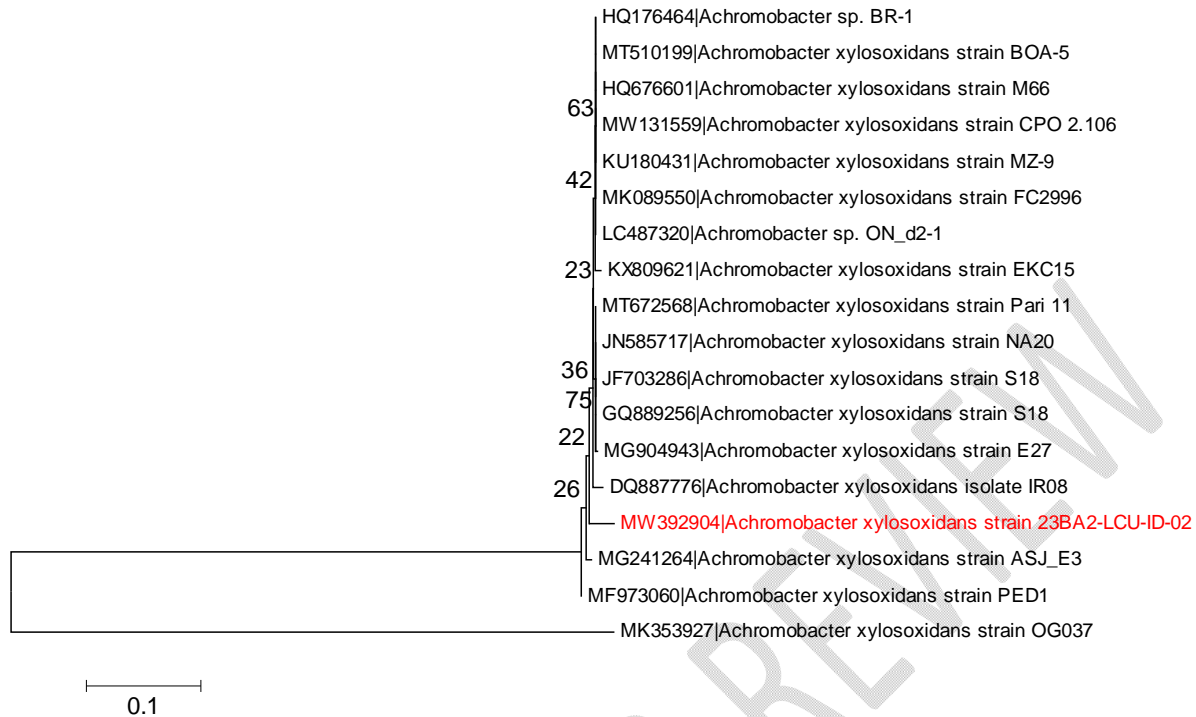 HQ176464|Achromobacter sp. BR-1
MT510199|Achromobacter xylosoxidans strain BOA-5
HQ676601|Achromobacter xylosoxidans strain M66
63
MW131559|Achromobacter xylosoxidans strain CPO 2.106
KU180431|Achromobacter xylosoxidans strain MZ-9
42
MK089550|Achromobacter xylosoxidans strain FC2996
LC487320|Achromobacter sp. ON_d2-1
23
KX809621|Achromobacter xylosoxidans strain EKC15
MT672568|Achromobacter xylosoxidans strain Pari 11
JN585717|Achromobacter xylosoxidans strain NA20
36
JF703286|Achromobacter xylosoxidans strain S18
75
GQ889256|Achromobacter xylosoxidans strain S18
22
MG904943|Achromobacter xylosoxidans strain E27
26
DQ887776|Achromobacter xylosoxidans isolate IR08
MW392904|Achromobacter xylosoxidans strain 23BA2-LCU-ID-02
MG241264|Achromobacter xylosoxidans strain ASJ_E3
MF973060|Achromobacter xylosoxidans strain PED1
MK353927|Achromobacter xylosoxidans strain OG037
0.1
REVIEW